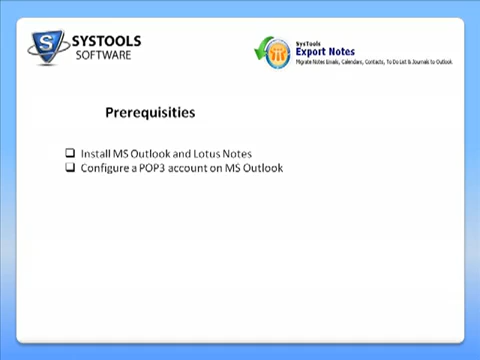 SYSTOOLS
SOFTWARE
SysTools
Export Notes
Migrate Notes Emails, Calendars, Contacts, To Do List & Journals to Outlook
Prerequisities
Install MS Outlook and Lotus Notes
Configure a POP3 account on MS Outlook